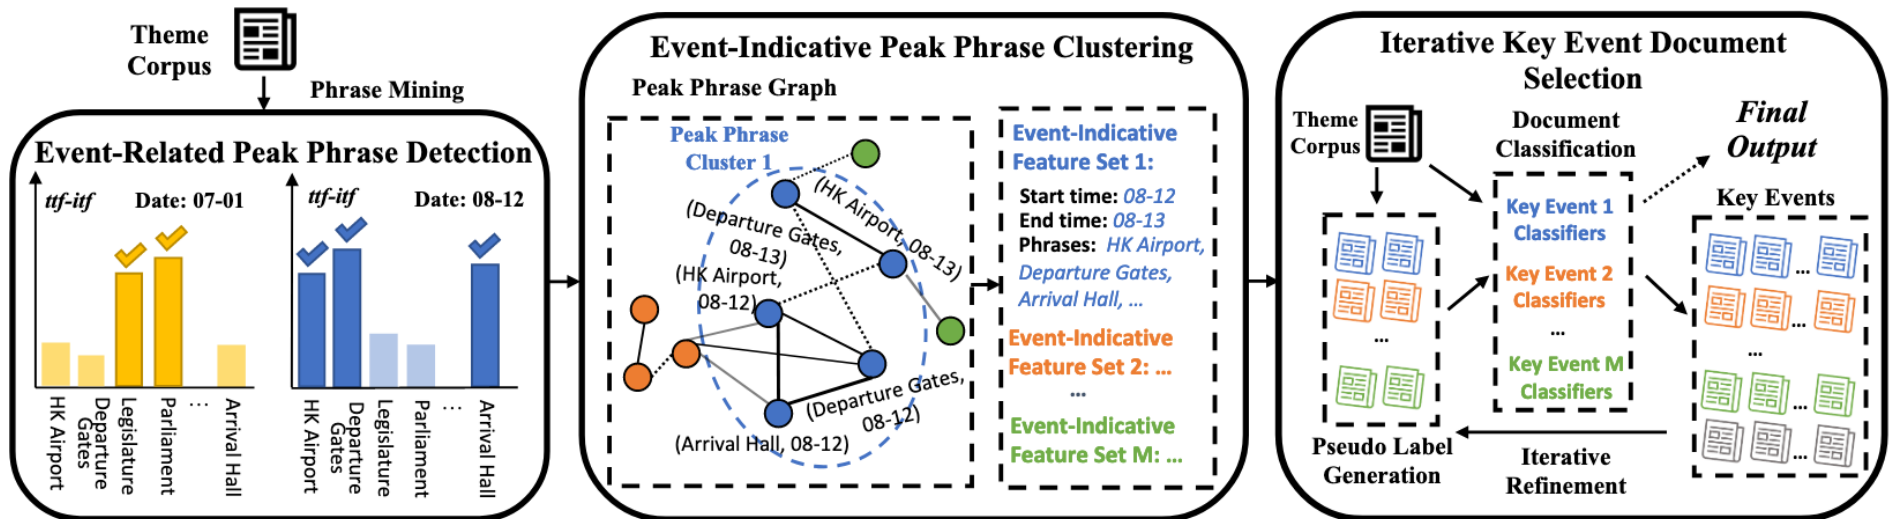 Theme
Corpus
Phrase Mining
Event-Related Peak Phrase Detection
ttf-itf
Date: 07-01
HK Airport
Departure
Gates
Legislature
Parliament
...
Arrival Hall
ttf-itf
Date: 08-12
HK Airport
Departure
Gates
Legislature
Parliament
...
Arrival Hall
Event-Indicative Peak Phrase Clustering
Peak Phrase Graph
Peak Phrase
Cluster 1
(HK Airport, 08-13)
(Departure Gates,
08-13)
(HK Airport,
08-12)
(Departure Gates,
08-12)
(Arrival Hall, 08-12)
Event-Indicative
Feature Set 1:
Start time: 08-12
End time: 08-13
Phrases: HK Airport,
Departure Gates,
Arrival Hall, ...
Event-Indicative
Feature Set 2: ...
...
Event-Indicative
Feature Set M: ...
Iterative Key Event Document
Selection
Theme
Corpus
...
Pseudo Label
Generation
Document
Classification
Key Event 1
Classifiers
Key Event 2
Classifiers
...
Key Event M
Classifiers
Final
Output
Key Events
...
...
...
...
...
Iterative
Refinement